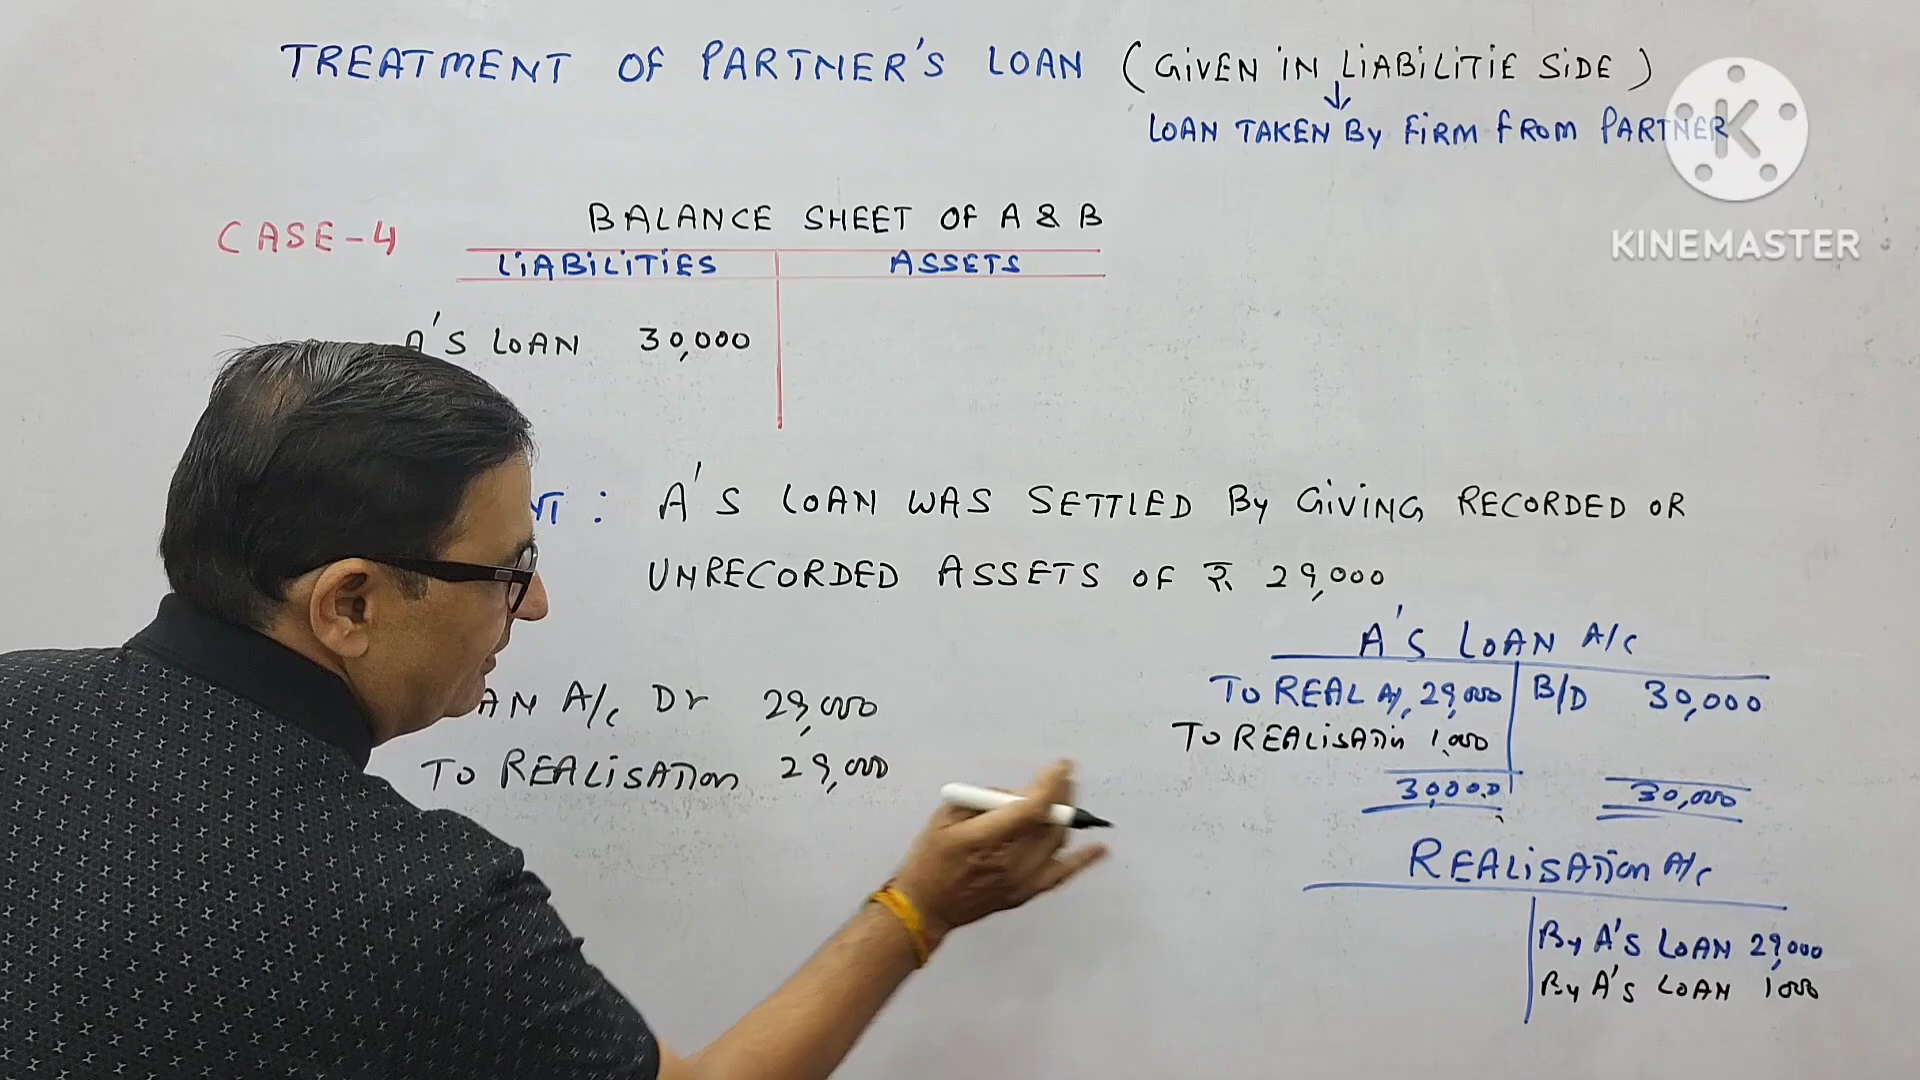 TREATMENT OF PARTNER'S LOAN (GIVEN IN LIABILITIE SIDE)
LOAN TAKEN BY FIRM FROM PARTNER
KINEMASTER
CASE-4
BALANCE SHEET OF A & B
LIABILITIES ASSETS
A'S LOAN 30,000
NT : A'S LOAN WAS SETTLED BY GIVING RECORDED OR
UNRECORDED ASSETS OF ₹ 29,000
AN A/c Dr 29,000
TO REALISATION 29,000
A'S LOAN A/C
TO REAL A/c 29,000 B/D 30,000
TO REALISATION 1,000
30,000 30,000
REALISATION A/c
By A'S LOAN 29,000
By A'S LOAN 1000